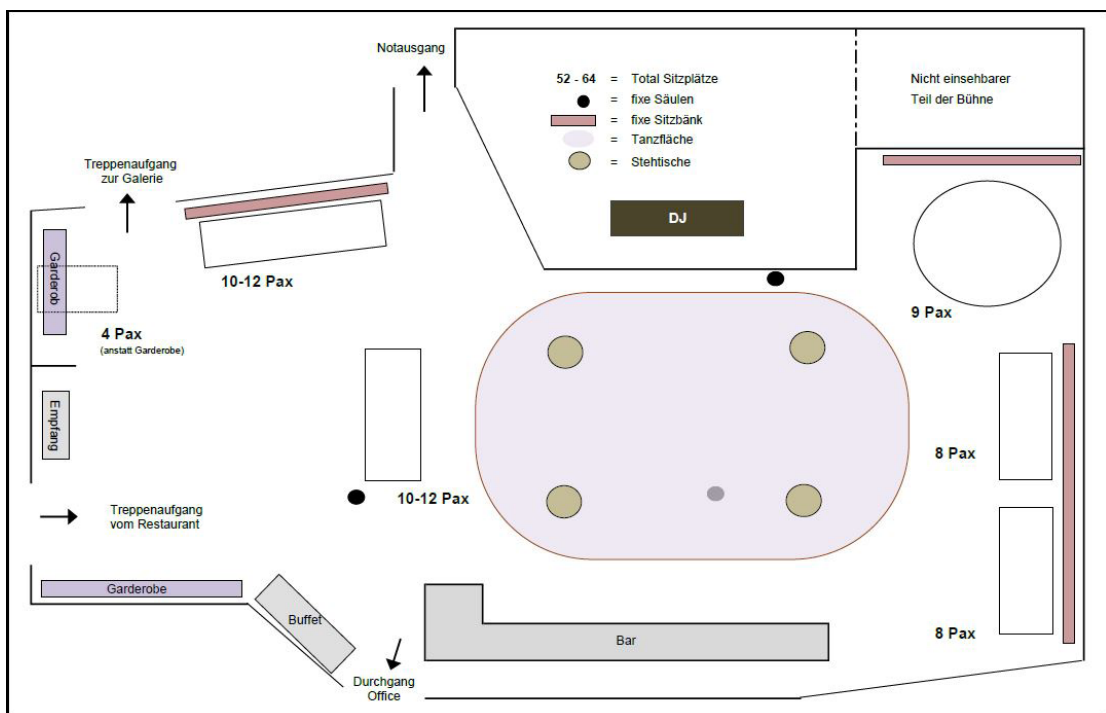 Notausgang
52 - 64 = Total Sitzplätze
= fixe Säulen
= fixe Sitzbänk
= Tanzfläche
= Stehtische
Nicht einsehbarer
Teil der Bühne
Treppenaufgang
zur Galerie
DJ
Garderob
10-12 Pax
9 Pax
4 Pax
(anstatt Garderobe)
Empfang
8 Pax
10-12 Pax
Treppenaufgang
vom Restaurant
Garderobe
Buffet
Bar
8 Pax
Durchgang
Office